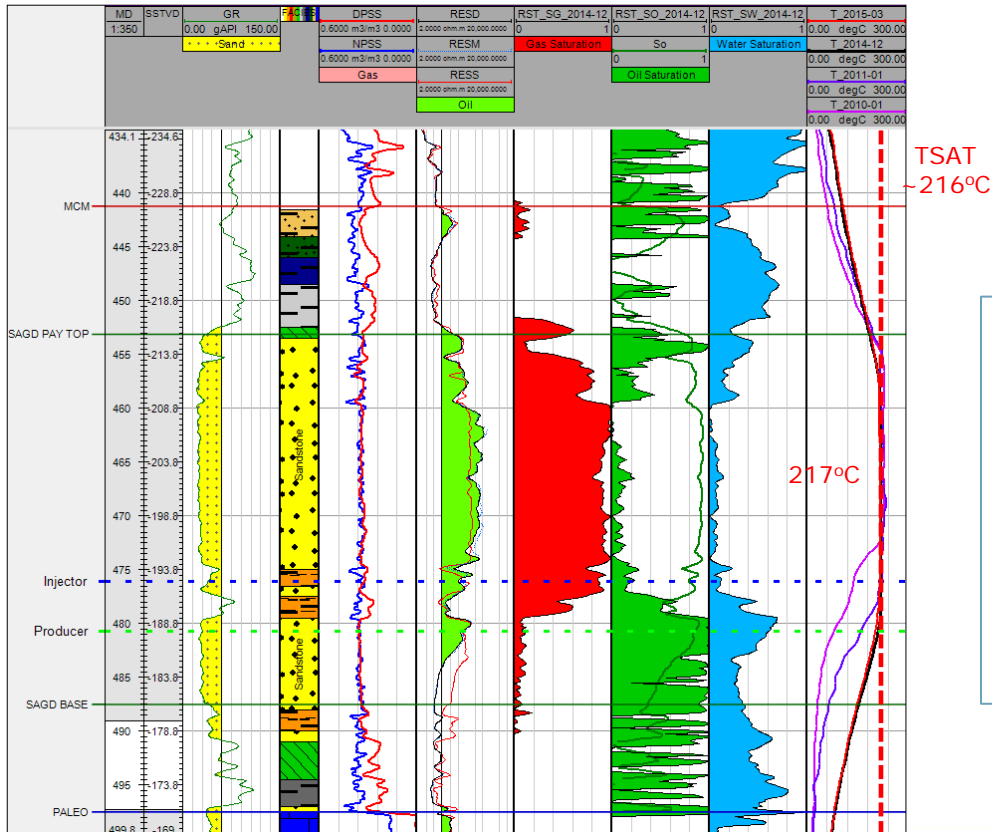 MD SSTVD GR FACIES DPSS RESD RST_SG_2014-12 RST_SO_2014-12 RST_SW_2014-12 T_2015-03
1:350 0.00 gAPI 150.00 0.6000 m3/m3 0.0000 2.0000 ohm.m 20,000.0000 0 1 0 1 0 1 0.00 degC 300.00
Sand NPSS RESM Gas Saturation So Water Saturation T_2014-12
0.6000 m3/m3 0.0000 2.0000 ohm.m 20,000.0000 0 1 0.00 degC 300.00
Gas RESS Oil Saturation T_2011-01
2.0000 ohm.m 20,000.0000 0.00 degC 300.00
Oil T_2010-01
0.00 degC 300.00
434.1 -234.6
TSAT
~216ºC
440 -228.8
MCM
445 -223.8
450 -218.8
SAGD PAY TOP
455 -213.8
460 -208.8
Sandstone
465 -203.8
217ºC
470 -198.8
475 -193.8
Injector
480 -188.8
Producer
Sandstone
485 -183.8
SAGD BASE
490 -178.8
495 -173.8
PALEO
499.8 -169